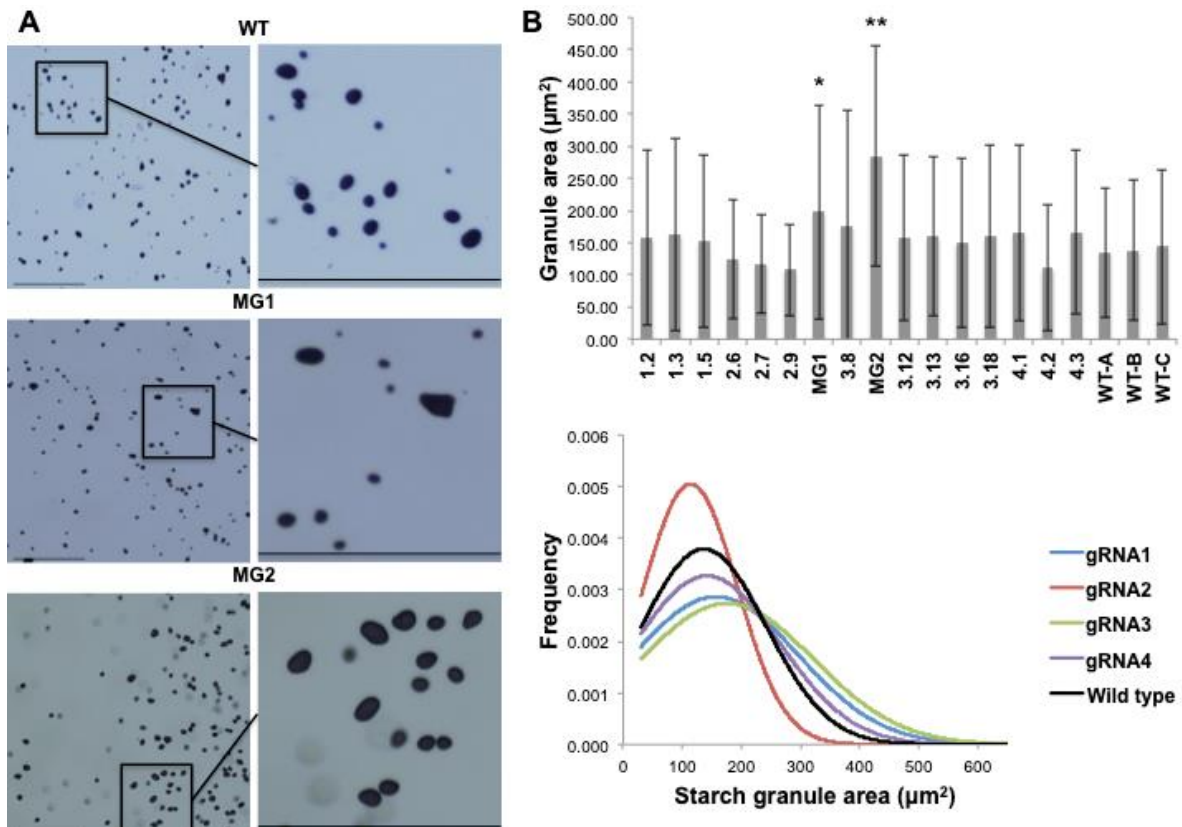 A
WT
MG1
MG2
B
Granule area (µm²)
500.00
450.00
400.00
350.00
300.00
250.00
200.00
150.00
100.00
50.00
0.00
*
**
1.2
1.3
1.5
2.6
2.7
2.9
MG1
3.8
MG2
3.12
3.13
3.16
3.18
4.1
4.2
4.3
WT-A
WT-B
WT-C
Frequency
0.006
0.005
0.004
0.003
0.002
0.001
0.000
0 100 200 300 400 500 600
Starch granule area (µm²)
gRNA1
gRNA2
gRNA3
gRNA4
Wild type